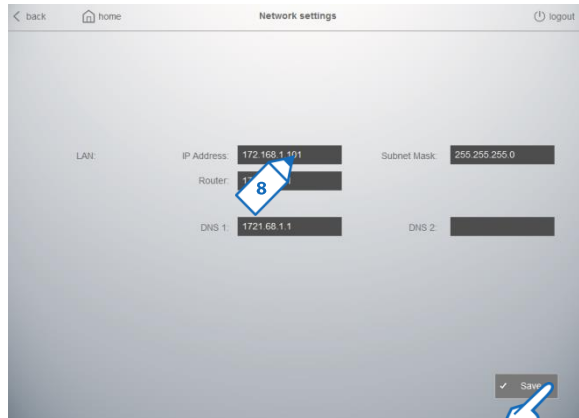 back home Network settings logout
LAN: IP Address: 172.168.1.101 Subnet Mask: 255.255.255.0
Router:
8
DNS 1: 1721.68.1.1 DNS 2:
Save